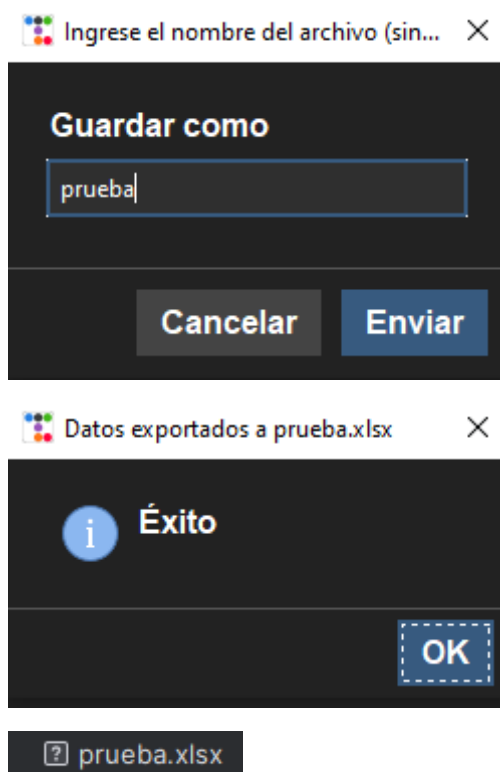 Ingrese el nombre del archivo (sin...
Guardar como
prueba
Cancelar Enviar
Datos exportados a prueba.xlsx
Éxito
OK
prueba.xlsx